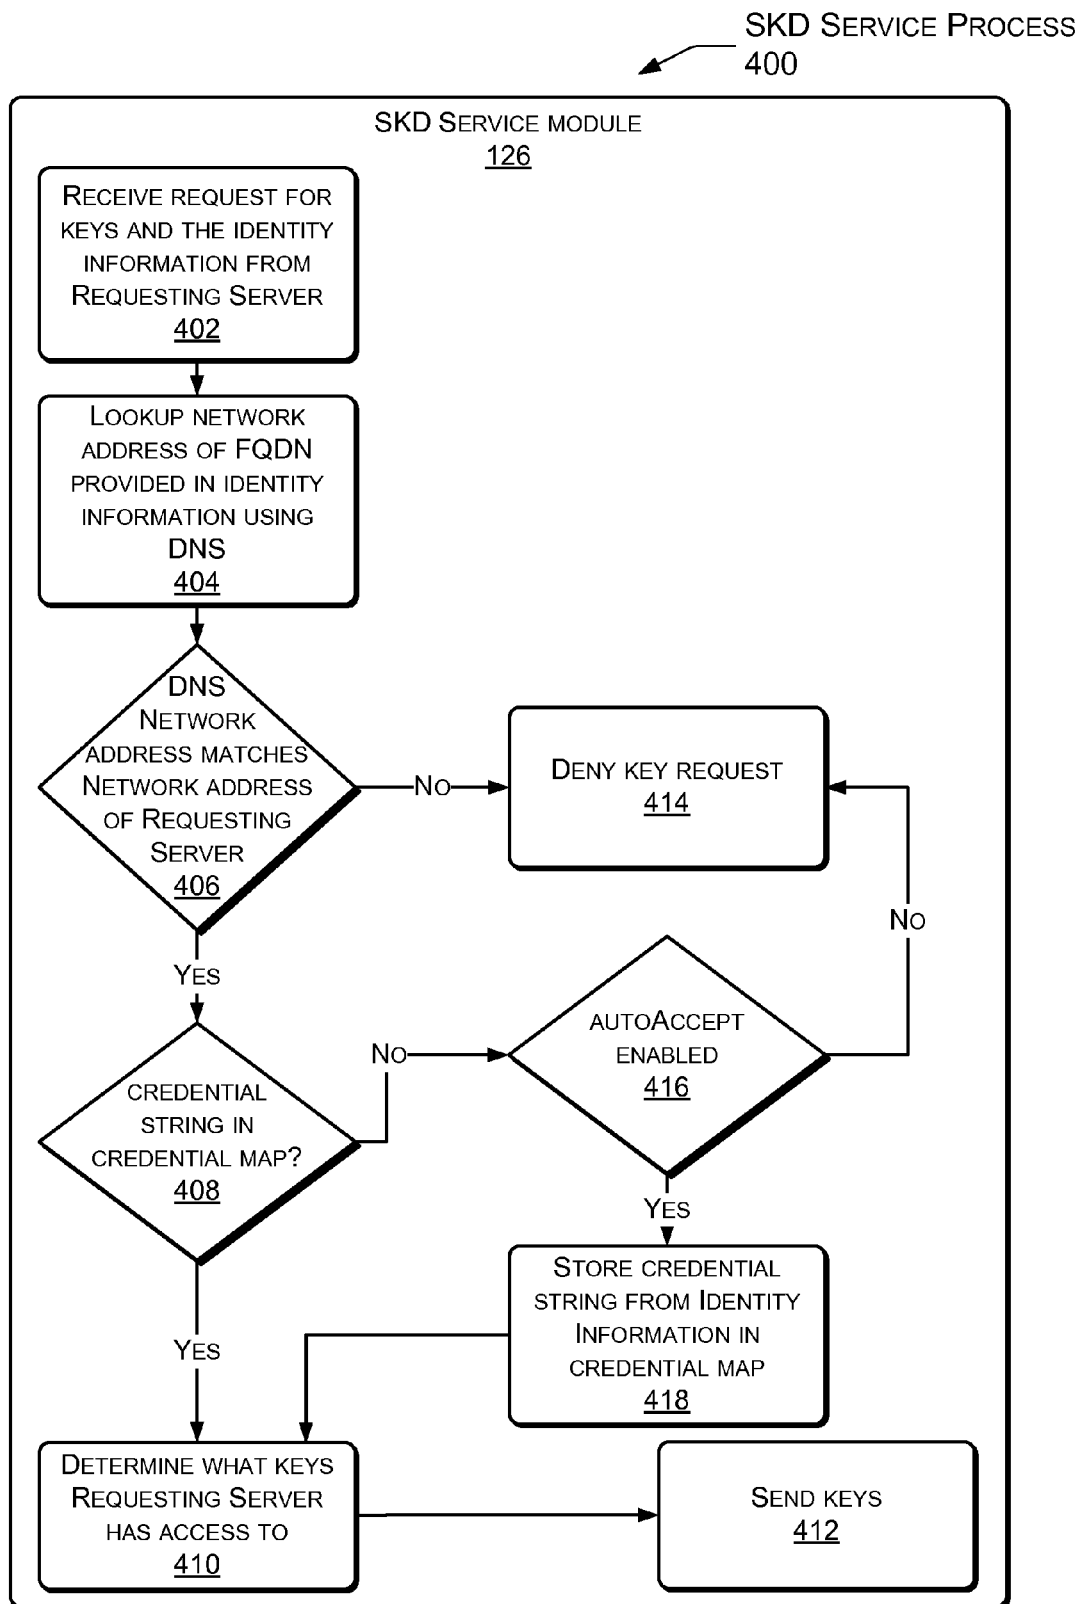 SKD SERVICE PROCESS
400
SKD SERVICE MODULE
126
RECEIVE REQUEST FOR
KEYS AND THE IDENTITY
INFORMATION FROM
REQUESTING SERVER
402
LOOKUP NETWORK
ADDRESS OF FQDN
PROVIDED IN IDENTITY
INFORMATION USING
DNS
404
DNS
NETWORK
ADDRESS MATCHES
NETWORK ADDRESS
OF REQUESTING
SERVER
406
NO
DENY KEY REQUEST
414
NO
YES
CREDENTIAL
STRING IN
CREDENTIAL MAP?
408
NO
AUTOACCEPT
ENABLED
416
YES
STORE CREDENTIAL
STRING FROM IDENTITY
INFORMATION IN
CREDENTIAL MAP
418
YES
DETERMINE WHAT KEYS
REQUESTING SERVER
HAS ACCESS TO
410
SEND KEYS
412